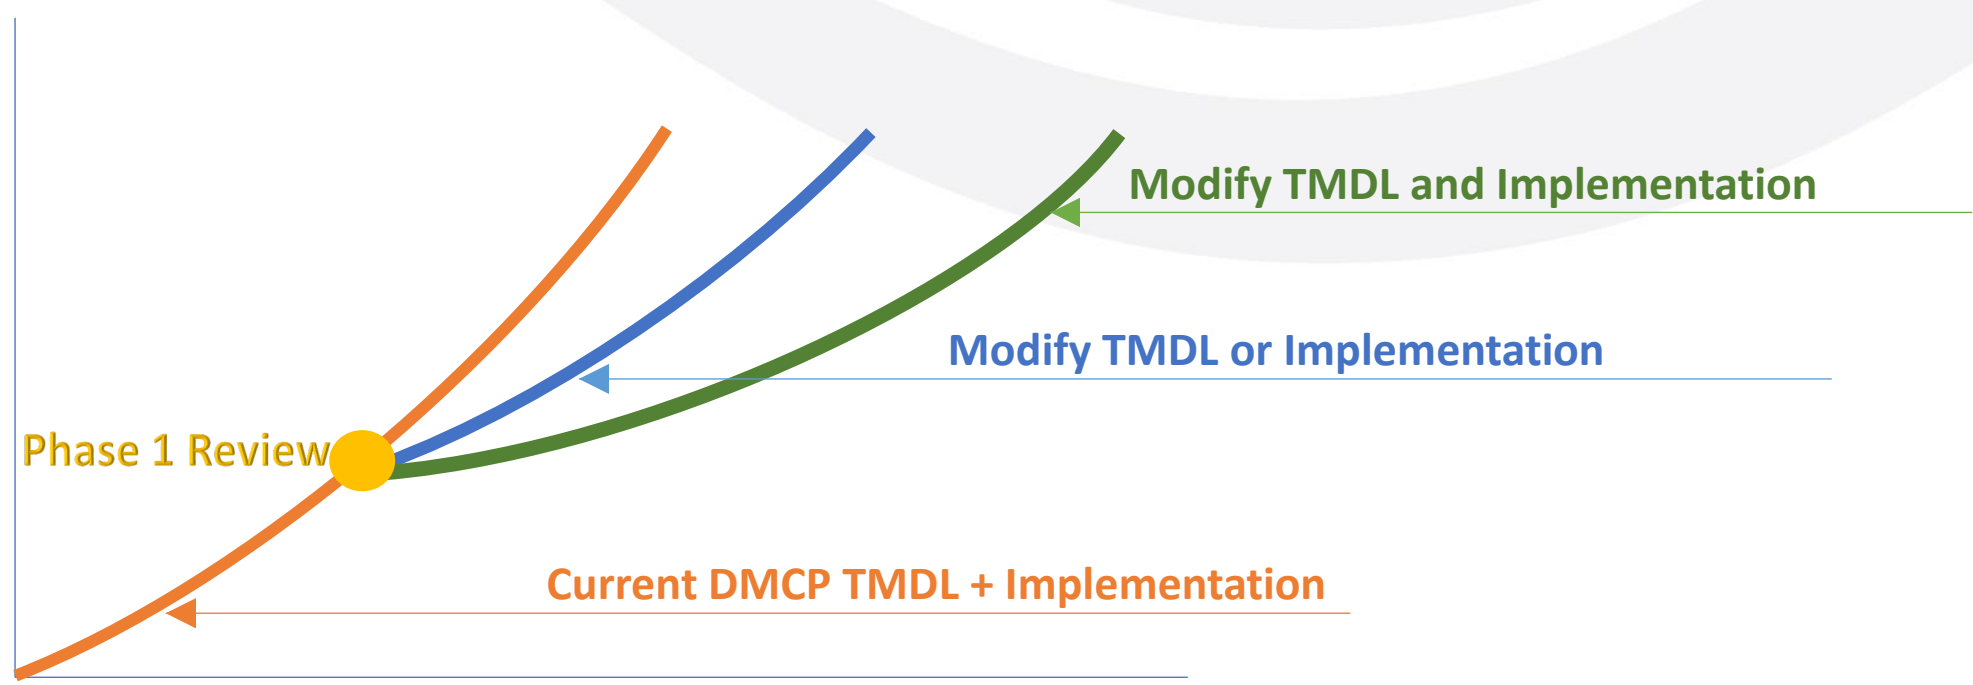 Modify TMDL and Implementation
Modify TMDL or Implementation
Phase 1 Review
Current DMCP TMDL + Implementation